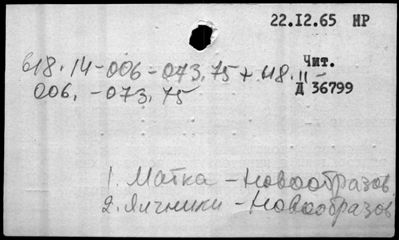 22.12.65 НР
Чит.
Д 36799
618.14-006-073.75 + 618.11-
006.-073.75
1. Матка - Новообразов.
2. Яичники - Новообразов.